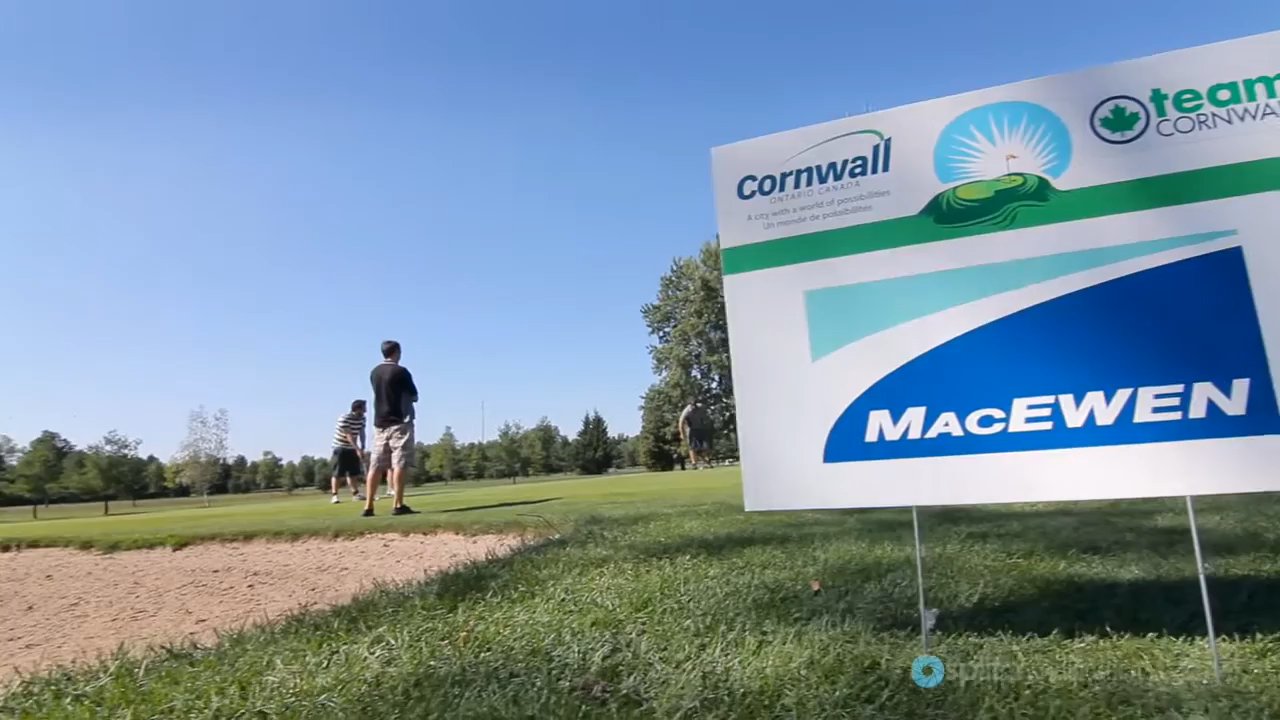 Cornwall
ONTARIO CANADA
A city with a world of possibilities
Un monde de possibilités
team
CORNWA
MACEWEN